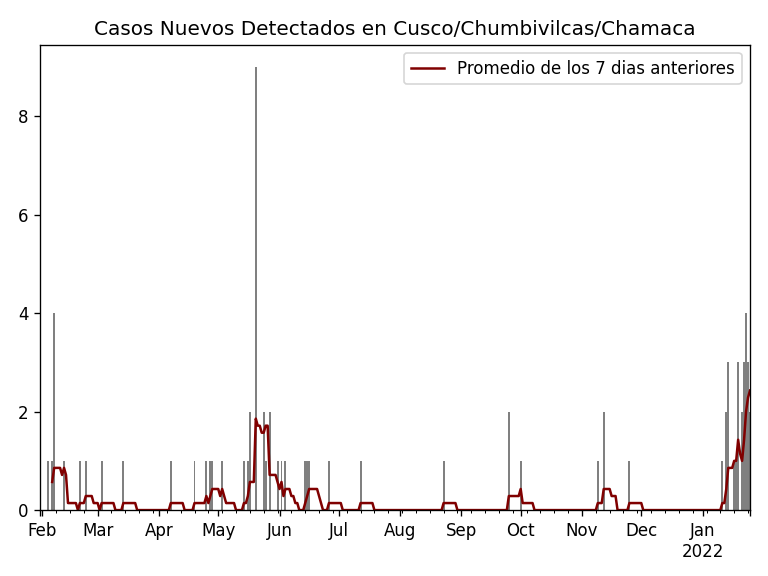 Casos Nuevos Detectados en Cusco/Chumbivilcas/Chamaca
Promedio de los 7 dias anteriores
8
6
4
2
0
Feb Mar Apr May Jun Jul Aug Sep Oct Nov Dec Jan
2022